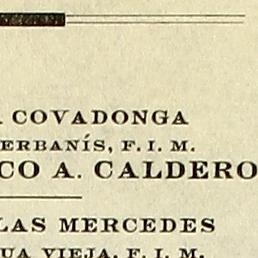 A COVADONGA
ERBANÍS, F. I. M.
CO A. CALDERO
LAS MERCEDES
UA VIEJA, F. I. M.